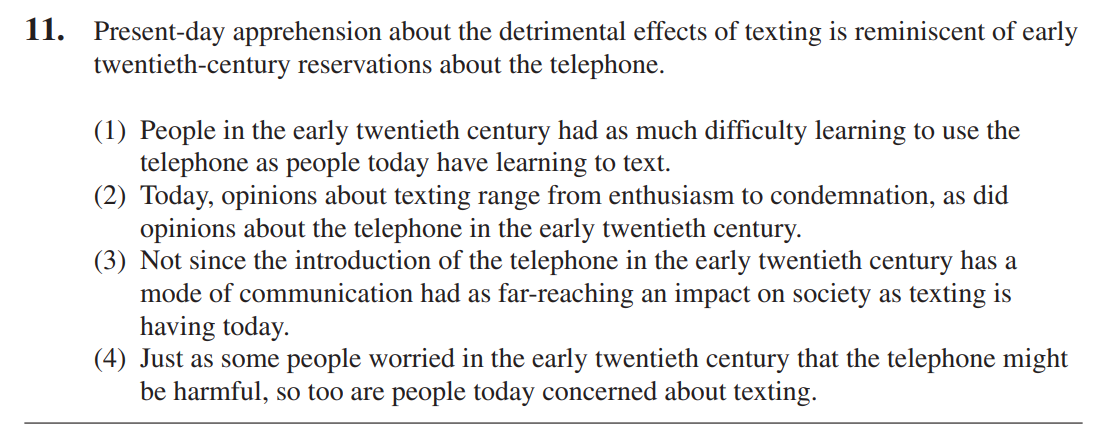 11. Present-day apprehension about the detrimental effects of texting is reminiscent of early
twentieth-century reservations about the telephone.
(1) People in the early twentieth century had as much difficulty learning to use the
telephone as people today have learning to text.
(2) Today, opinions about texting range from enthusiasm to condemnation, as did
opinions about the telephone in the early twentieth century.
(3) Not since the introduction of the telephone in the early twentieth century has a
mode of communication had as far-reaching an impact on society as texting is
having today.
(4) Just as some people worried in the early twentieth century that the telephone might
be harmful, so too are people today concerned about texting.